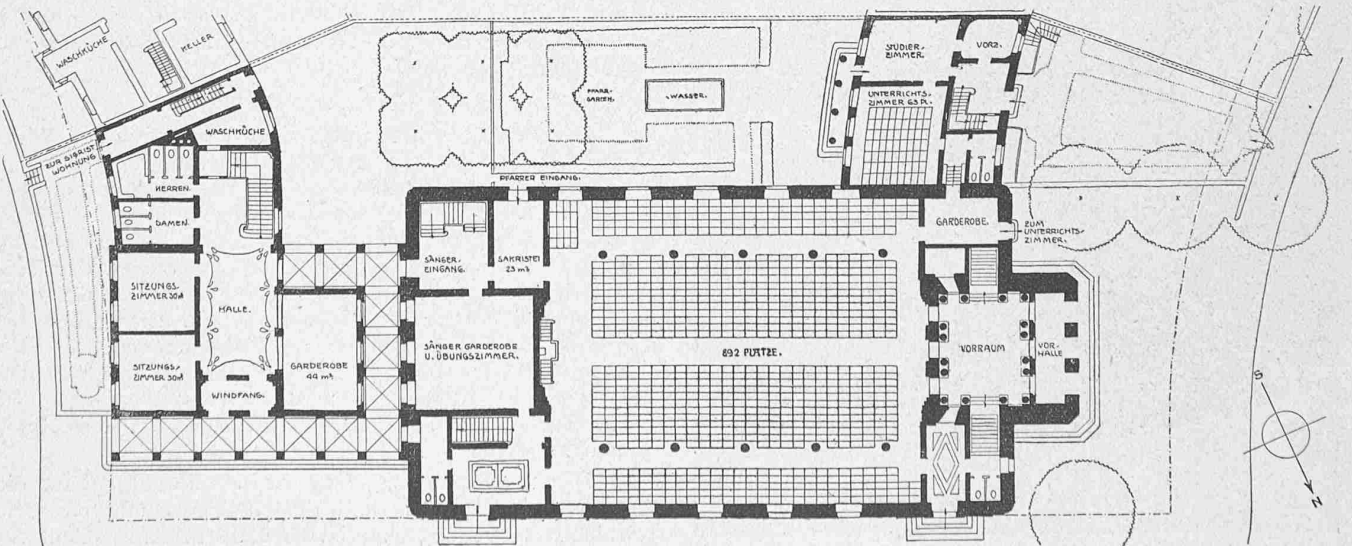 WASCHKÜCHE
KELLER
WASCHKÜCHE
ZUR SIGRIST
WOHNUNG
HERREN.
DAMEN.
SITZUNGS-
ZIMMER 30 m²
HALLE.
SITZUNGS-
ZIMMER 30 m²
WINDFANG.
GARDEROBE
44 m²
PFARR-
GARTEN.
WASSER.
PFARRER EINGANG.
SÄNGER-
EINGANG.
SAKRISTEI
23 m²
SÄNGER GARDEROBE
U. ÜBUNGSZIMMER.
892 PLÄTZE.
STUDIER-
ZIMMER.
VORZ.
UNTERRICHTS-
ZIMMER 63 PL.
GARDEROBE.
ZUM
UNTERRICHTS-
ZIMMER.
VORRAUM
VOR-
HALLE
S
N